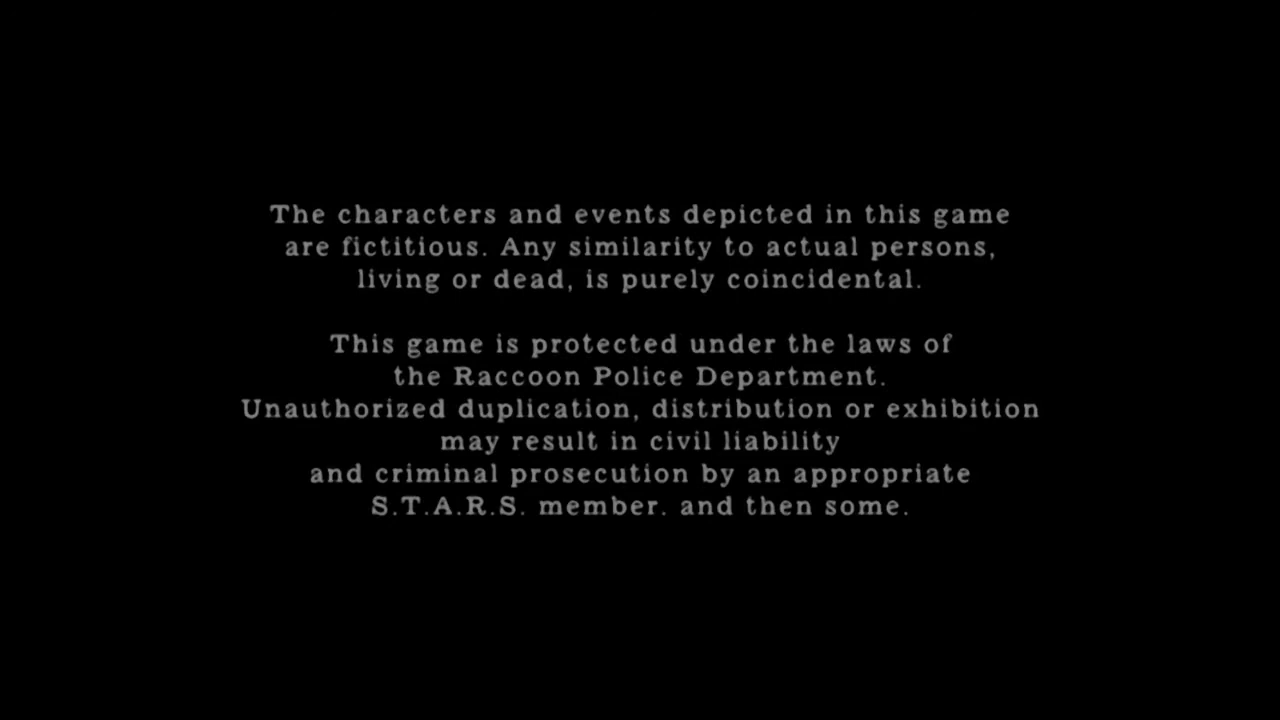 The characters and events depicted in this game
are fictitious. Any similarity to actual persons,
living or dead, is purely coincidental.
This game is protected under the laws of
the Raccoon Police Department.
Unauthorized duplication, distribution or exhibition
may result in civil liability
and criminal prosecution by an appropriate
S.T.A.R.S. member. and then some.